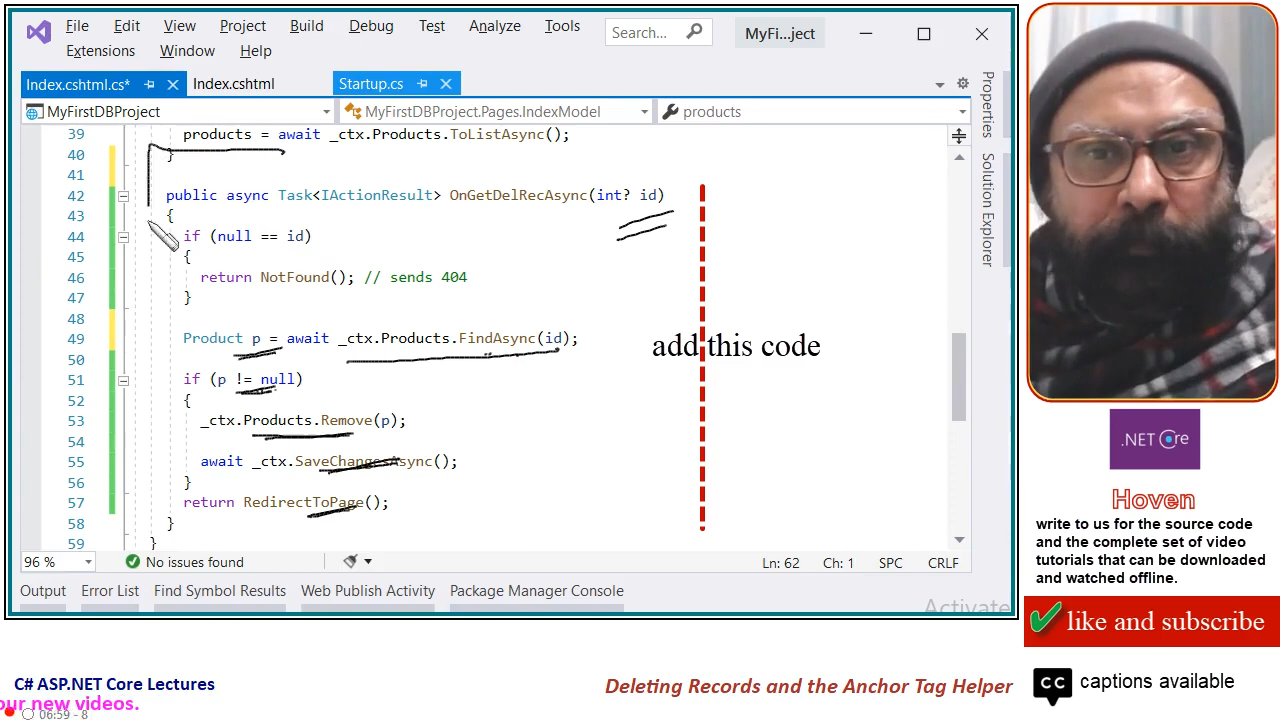 File Edit View Project Build Debug Test Analyze Tools Search... MyFi...ject
Extensions Window Help
Index.cshtml.cs* Index.cshtml Startup.cs
MyFirstDBProject MyFirstDBProject.Pages.IndexModel products
Properties
Solution Explorer
39 products = await _ctx.Products.ToListAsync();
40 }
41
42 public async Task<IActionResult> OnGetDelRecAsync(int? id)
43 {
44 if (null == id)
45 {
46 return NotFound(); // sends 404
47 }
48
49 Product p = await _ctx.Products.FindAsync(id);
50
51 if (p != null)
52 {
53 _ctx.Products.Remove(p);
54
55 await _ctx.SaveChangesAsync();
56 }
57 return RedirectToPage();
58 }
59 }
add this code
96 % No issues found Ln: 62 Ch: 1 SPC CRLF
Output Error List Find Symbol Results Web Publish Activity Package Manager Console
Activate
.NET Core
Hoven
write to us for the source code
and the complete set of video
tutorials that can be downloaded
and watched offline.
like and subscribe
CC captions available
C# ASP.NET Core Lectures
Deleting Records and the Anchor Tag Helper
our new videos.
06:59 - 8